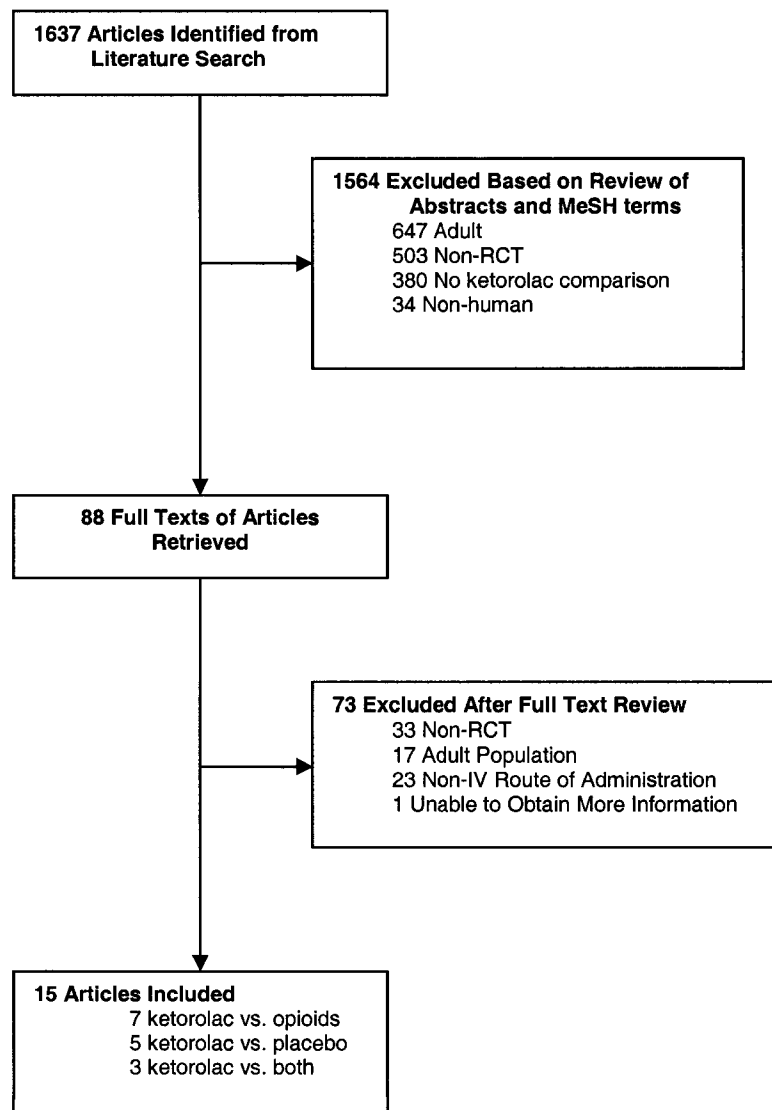 1637 Articles Identified from
Literature Search
1564 Excluded Based on Review of
Abstracts and MeSH terms
647 Adult
503 Non-RCT
380 No ketorolac comparison
34 Non-human
88 Full Texts of Articles
Retrieved
73 Excluded After Full Text Review
33 Non-RCT
17 Adult Population
23 Non-IV Route of Administration
1 Unable to Obtain More Information
15 Articles Included
7 ketorolac vs. opioids
5 ketorolac vs. placebo
3 ketorolac vs. both